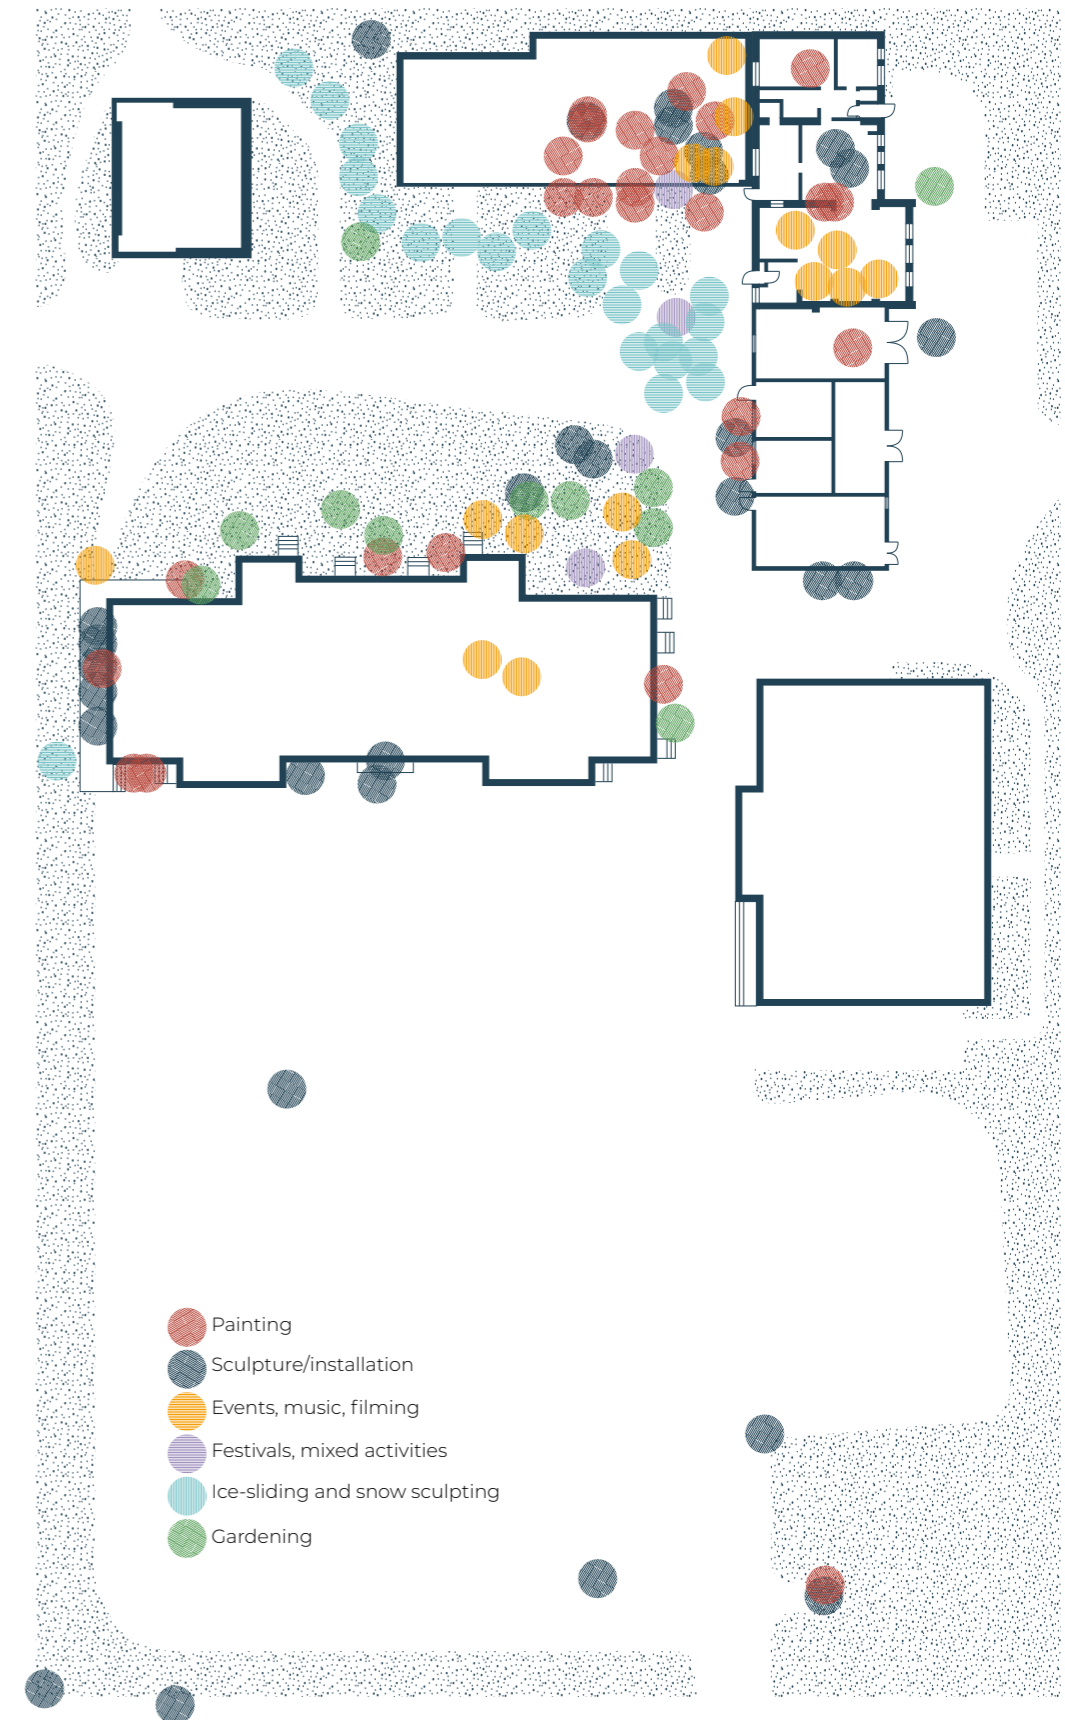 Painting
Sculpture/installation
Events, music, filming
Festivals, mixed activities
Ice-sliding and snow sculpting
Gardening